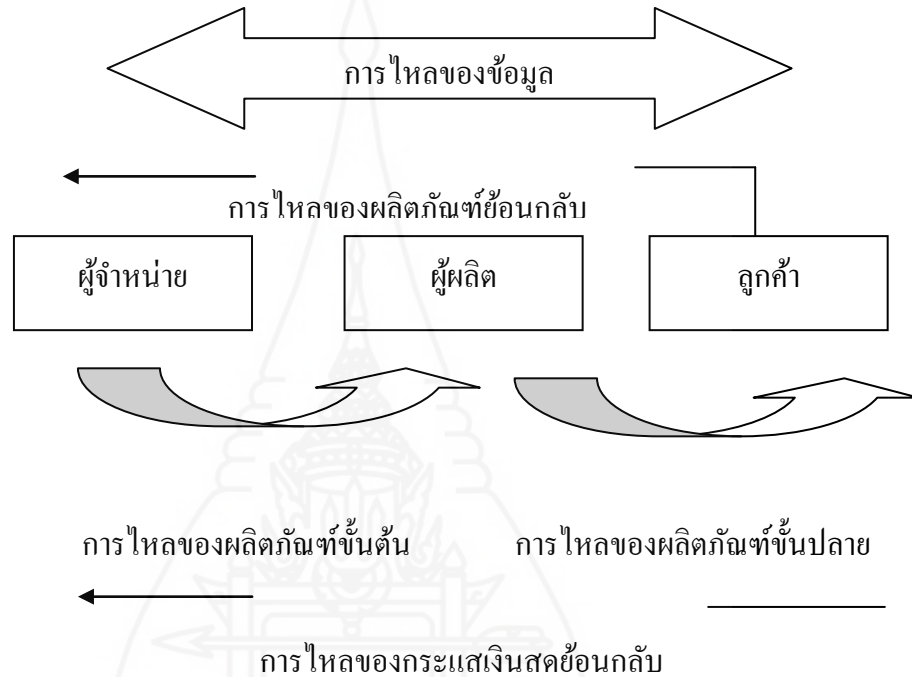 การไหลของข้อมูล
การไหลของผลิตภัณฑ์ย้อนกลับ
ผู้จำหน่าย
ผู้ผลิต
ลูกค้า
การไหลของผลิตภัณฑ์ขั้นต้น
การไหลของผลิตภัณฑ์ขั้นปลาย
การไหลของกระแสเงินสดย้อนกลับ